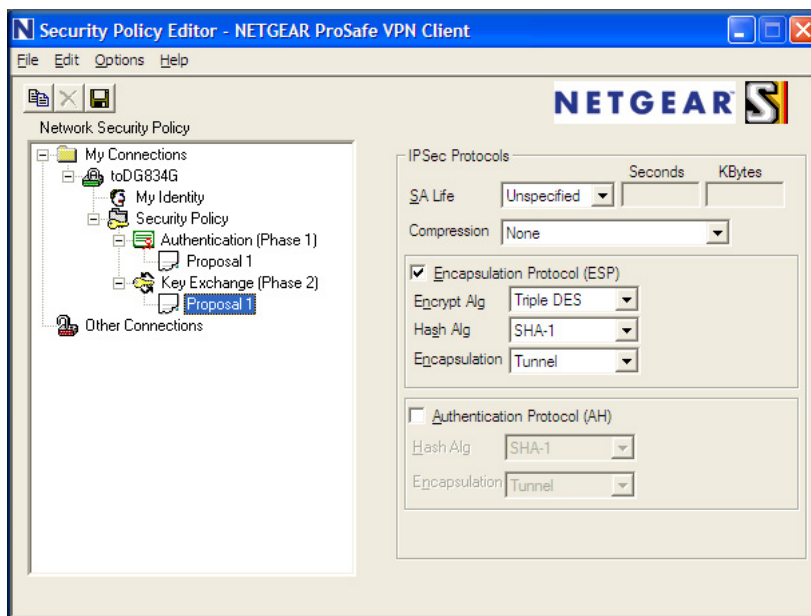 Security Policy Editor - NETGEAR ProSafe VPN Client
File Edit Options Help
NETGEAR
Network Security Policy
My Connections
toDG834G
My Identity
Security Policy
Authentication (Phase 1)
Proposal 1
Key Exchange (Phase 2)
Proposal 1
Other Connections
IPSec Protocols
Seconds KBytes
SA Life Unspecified
Compression None
Encapsulation Protocol (ESP)
Encrypt Alg Triple DES
Hash Alg SHA-1
Encapsulation Tunnel
Authentication Protocol (AH)
Hash Alg SHA-1
Encapsulation Tunnel